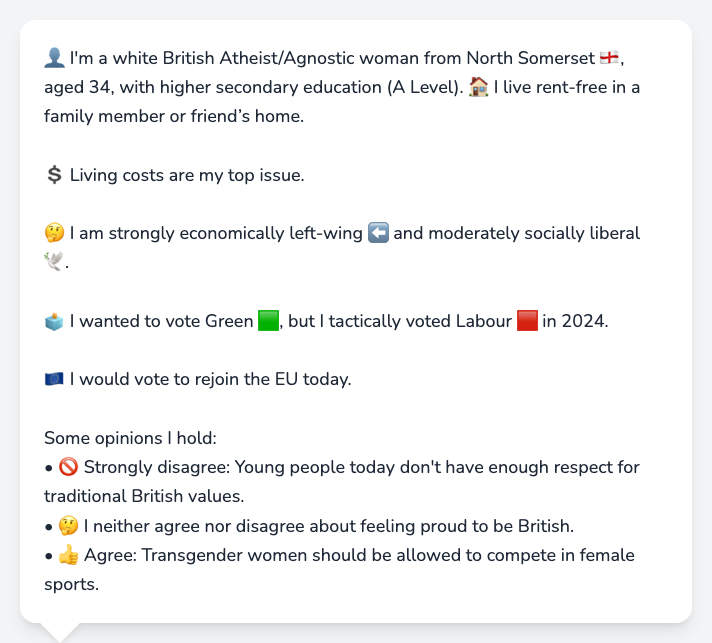 👤 I'm a white British Atheist/Agnostic woman from North Somerset 🏴󠁧󠁢󠁥󠁮󠁧󠁿,
aged 34, with higher secondary education (A Level). 🏠 I live rent-free in a
family member or friend’s home.
💲 Living costs are my top issue.
🤔 I am strongly economically left-wing ⬅️ and moderately socially liberal
🕊️.
🗳️ I wanted to vote Green 🟩, but I tactically voted Labour 🟥 in 2024.
🇪🇺 I would vote to rejoin the EU today.
Some opinions I hold:
• 🚫 Strongly disagree: Young people today don't have enough respect for
traditional British values.
• 🤔 I neither agree nor disagree about feeling proud to be British.
• 👍 Agree: Transgender women should be allowed to compete in female
sports.